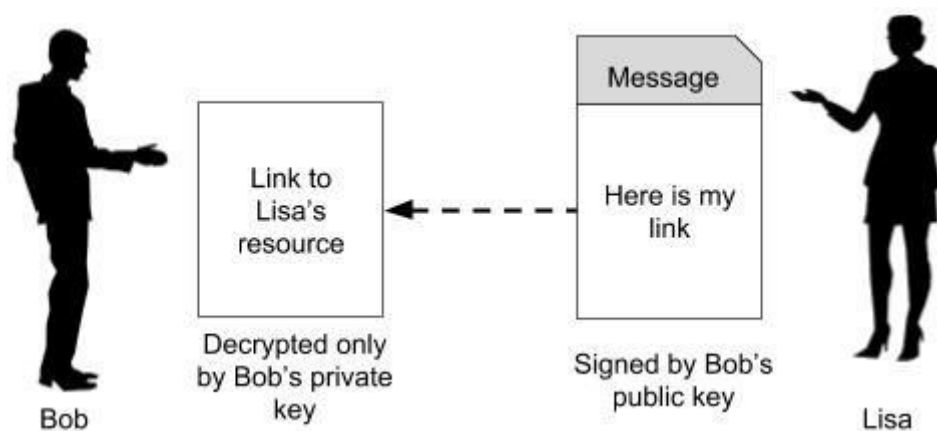 Message
Link to
Lisa's
resource
Here is my
link
Decrypted only
by Bob's private
key
Signed by Bob's
public key
Bob
Lisa